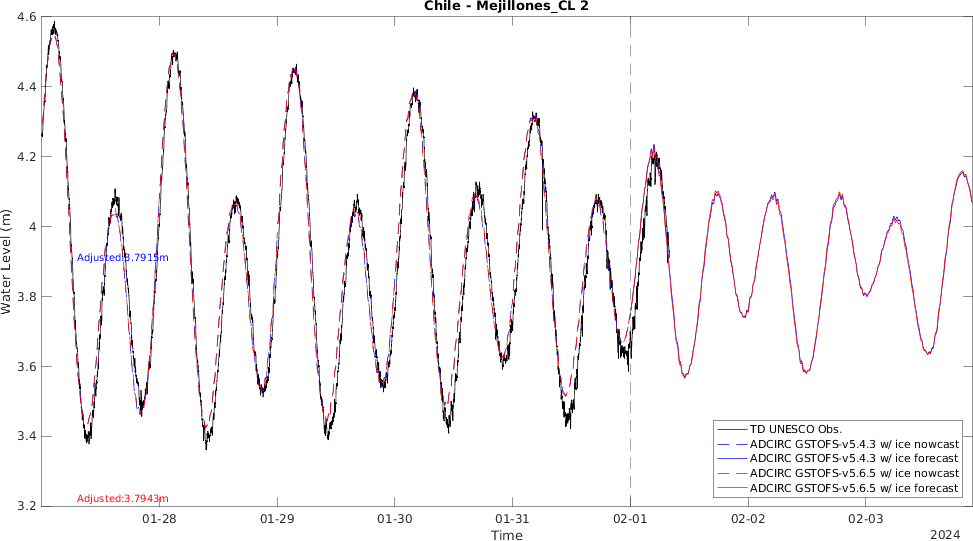 Chile - Mejillones_CL 2
4.6
4.4
4.2
4
3.8
3.6
3.4
3.2
Water Level (m)
Adjusted:3.7915m
Adjusted:3.7943m
TD UNESCO Obs.
ADCIRC GSTOFS-v5.4.3 w/ ice nowcast
ADCIRC GSTOFS-v5.4.3 w/ ice forecast
ADCIRC GSTOFS-v5.6.5 w/ ice nowcast
ADCIRC GSTOFS-v5.6.5 w/ ice forecast
01-28 01-29 01-30 01-31 02-01 02-02 02-03
Time
2024